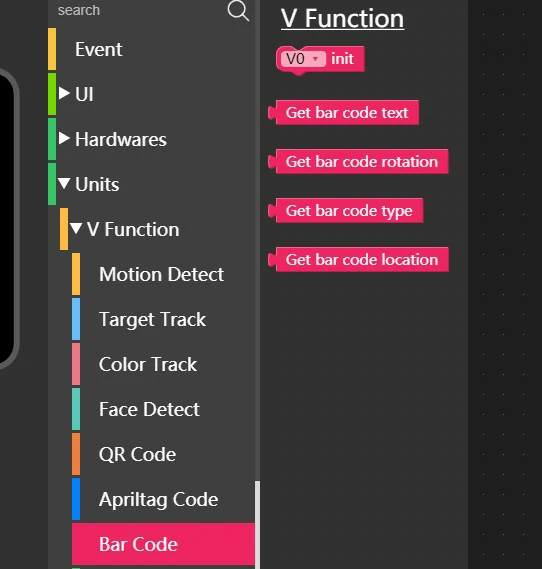 search
Event
UI
Hardwares
Units
V Function
Motion Detect
Target Track
Color Track
Face Detect
QR Code
Apriltag Code
Bar Code
V Function
V0 init
Get bar code text
Get bar code rotation
Get bar code type
Get bar code location